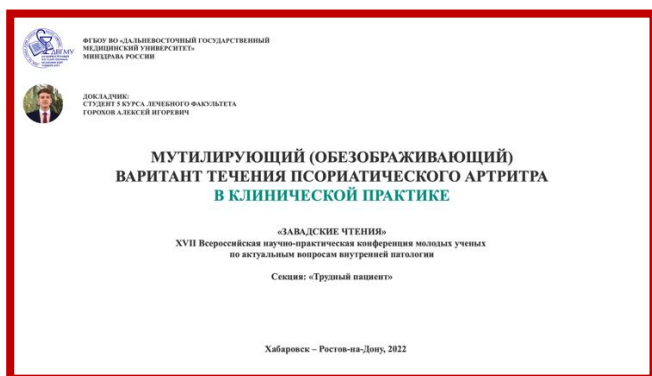 ФГБОУ ВО «ДАЛЬНЕВОСТОЧНЫЙ ГОСУДАРСТВЕННЫЙ
МЕДИЦИНСКИЙ УНИВЕРСИТЕТ»
МИНЗДРАВА РОССИИ
ДВГМУ
ДОКЛАДЧИК:
СТУДЕНТ 5 КУРСА ЛЕЧЕБНОГО ФАКУЛЬТЕТА
ГОРОХОВ АЛЕКСЕЙ ИГОРЕВИЧ
МУТИЛИРУЮЩИЙ (ОБЕЗОБРАЖИВАЮЩИЙ)
ВАРИТАНТ ТЕЧЕНИЯ ПСОРИАТИЧЕСКОГО АРТРИТРА
В КЛИНИЧЕСКОЙ ПРАКТИКЕ
«ЗАВАДСКИЕ ЧТЕНИЯ»
XVII Всероссийская научно-практическая конференция молодых ученых
по актуальным вопросам внутренней патологии
Секция: «Трудный пациент»
Хабаровск – Ростов-на-Дону, 2022